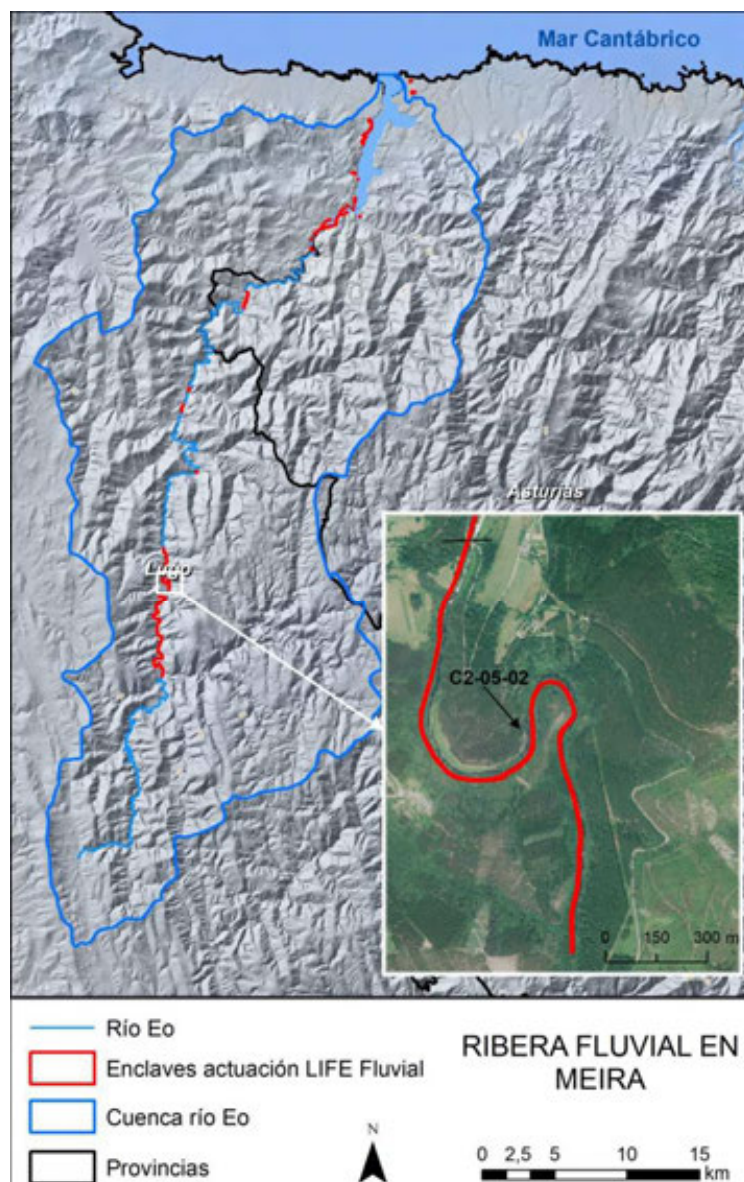 Mar Cantábrico
Asturias
Lugo
C2-05-02
0 150 300 m
Río Eo
Enclaves actuación LIFE Fluvial
Cuenca río Eo
Provincias
RIBERA FLUVIAL EN
MEIRA
N
0 2,5 5 10 15
km